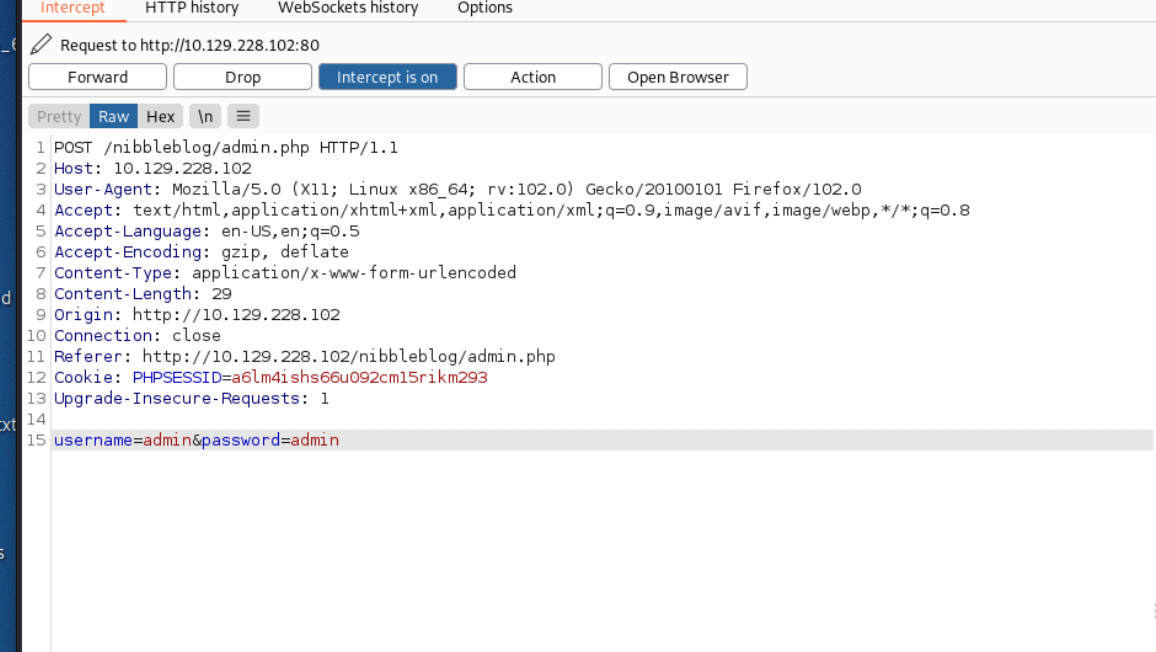 Intercept HTTP history WebSockets history Options
Request to http://10.129.228.102:80
Forward Drop Intercept is on Action Open Browser
Pretty Raw Hex \n ≡
1 POST /nibbleblog/admin.php HTTP/1.1
2 Host: 10.129.228.102
3 User-Agent: Mozilla/5.0 (X11; Linux x86_64; rv:102.0) Gecko/20100101 Firefox/102.0
4 Accept: text/html,application/xhtml+xml,application/xml;q=0.9,image/avif,image/webp,*/*;q=0.8
5 Accept-Language: en-US,en;q=0.5
6 Accept-Encoding: gzip, deflate
7 Content-Type: application/x-www-form-urlencoded
8 Content-Length: 29
9 Origin: http://10.129.228.102
10 Connection: close
11 Referer: http://10.129.228.102/nibbleblog/admin.php
12 Cookie: PHPSESSID=a6lm4ishs66u092cm15rikm293
13 Upgrade-Insecure-Requests: 1
14
15 username=admin&password=admin